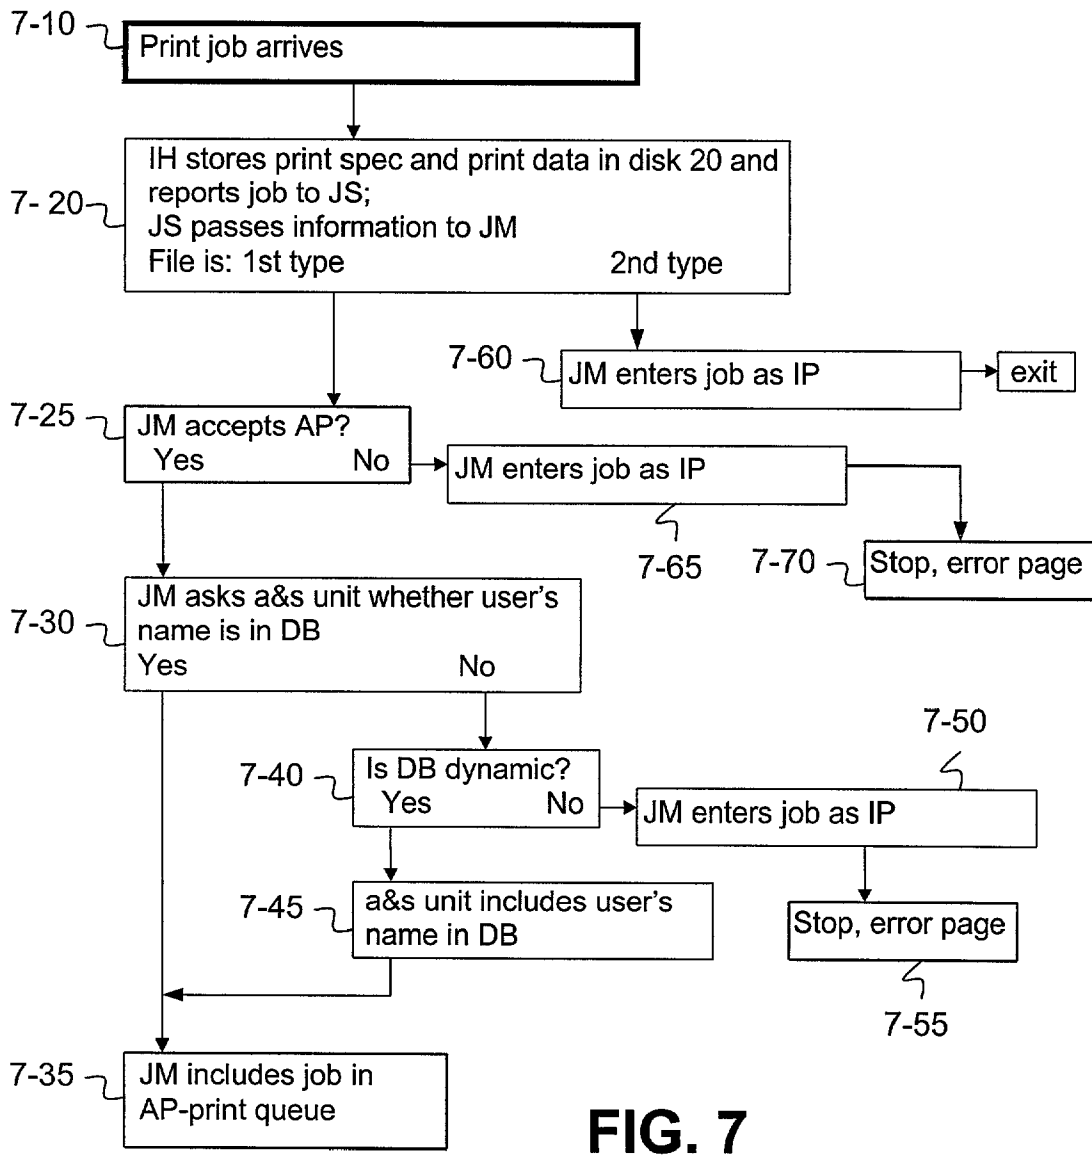 7-10
Print job arrives
IH stores print spec and print data in disk 20 and
reports job to JS;
7- 20
JS passes information to JM
File is: 1st type 2nd type
7-60
JM enters job as IP
exit
7-25
JM accepts AP?
Yes No
JM enters job as IP
7-65
7-70
Stop, error page
7-30
JM asks a&s unit whether user's
name is in DB
Yes No
7-50
7-40
Is DB dynamic?
Yes No
JM enters job as IP
7-45
a&s unit includes user's
name in DB
Stop, error page
7-55
7-35
JM includes job in
AP-print queue
FIG. 7